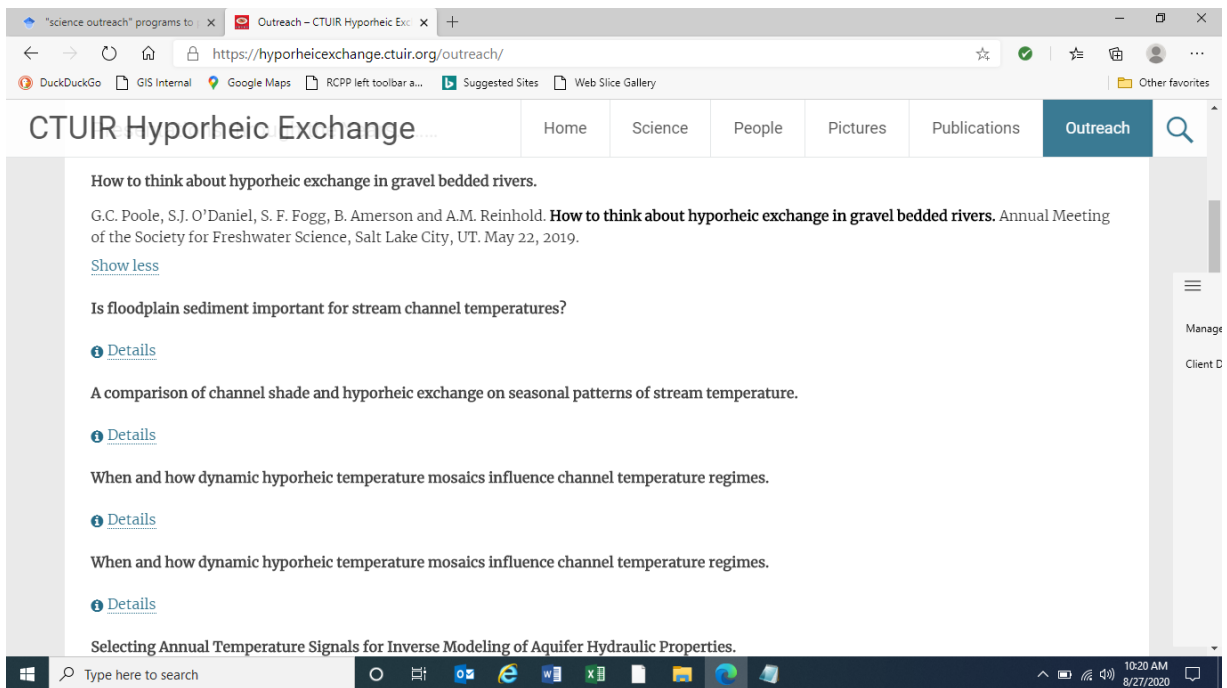 "science outreach" programs to
Outreach – CTUIR Hyporheic Exc
https://hyporheicexchange.ctuir.org/outreach/
DuckDuckGo GIS Internal Google Maps RCPP left toolbar a... Suggested Sites Web Slice Gallery Other favorites
CTUIR Hyporheic Exchange Home Science People Pictures Publications Outreach
How to think about hyporheic exchange in gravel bedded rivers.
G.C. Poole, S.J. O’Daniel, S. F. Fogg, B. Amerson and A.M. Reinhold. How to think about hyporheic exchange in gravel bedded rivers. Annual Meeting
of the Society for Freshwater Science, Salt Lake City, UT. May 22, 2019.
Show less
Is floodplain sediment important for stream channel temperatures?
Details
Manage
A comparison of channel shade and hyporheic exchange on seasonal patterns of stream temperature.
Client D
Details
When and how dynamic hyporheic temperature mosaics influence channel temperature regimes.
Details
When and how dynamic hyporheic temperature mosaics influence channel temperature regimes.
Details
Selecting Annual Temperature Signals for Inverse Modeling of Aquifer Hydraulic Properties.
Type here to search
10:20 AM
8/27/2020